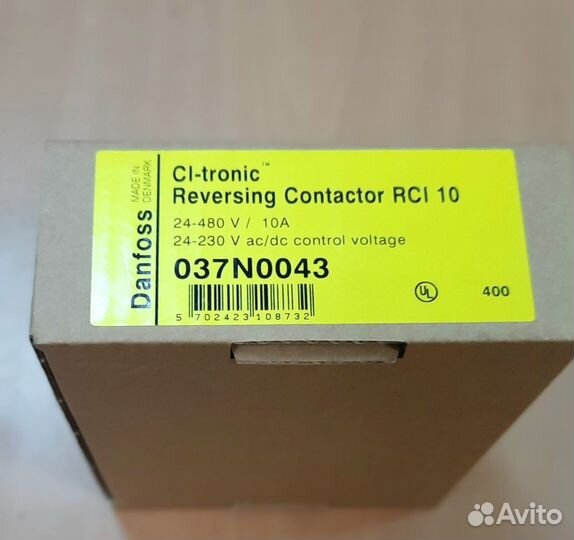 Danfoss
MADE IN
DENMARK
CI-tronic™
Reversing Contactor RCI 10
24-480 V / 10A
24-230 V ac/dc control voltage
037N0043
5 702423 108732
UL
400
Avito